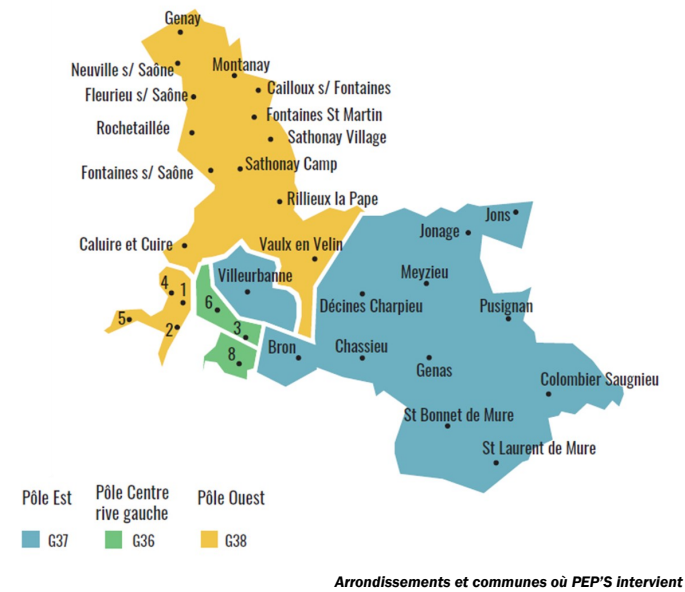 Genay
Neuville s/ Saône
Montanay
Fleurieu s/ Saône
Cailloux s/ Fontaines
Fontaines St Martin
Rochetaillée
Sathonay Village
Fontaines s/ Saône
Sathonay Camp
Rillieux la Pape
Jons
Jonage
Caluire et Cuire
Vaulx en Velin
Villeurbanne
Meyzieu
4
1
6
Décines Charpieu
Pusignan
5
2
3
8
Bron
Chassieu
Genas
Colombier Saugnieu
St Bonnet de Mure
St Laurent de Mure
Pôle Est
Pôle Centre
rive gauche
Pôle Ouest
G37
G36
G38
Arrondissements et communes où PEP'S intervient